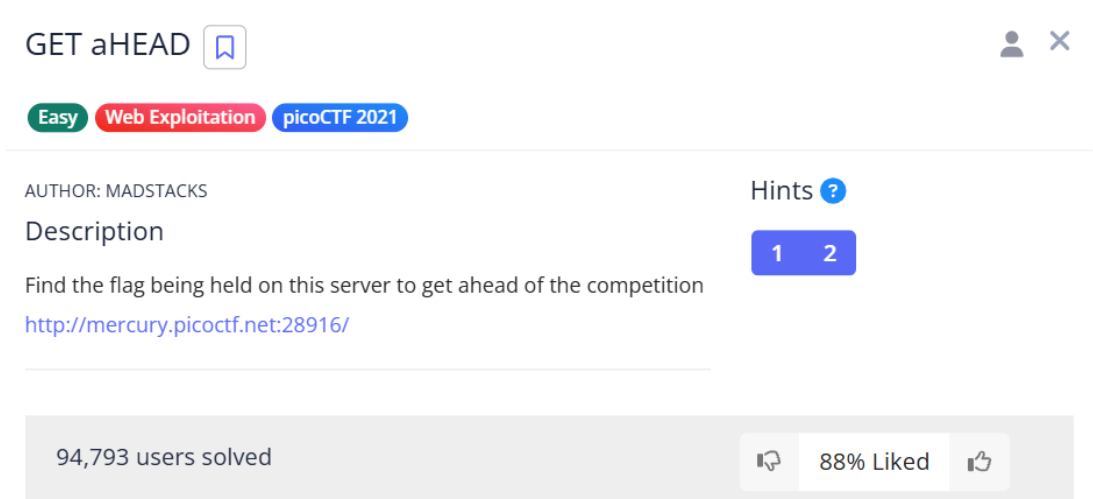 GET aHEAD
Easy Web Exploitation picoCTF 2021
AUTHOR: MADSTACKS
Description
Find the flag being held on this server to get ahead of the competition
http://mercury.picoctf.net:28916/
Hints ?
1 2
94,793 users solved
88% Liked